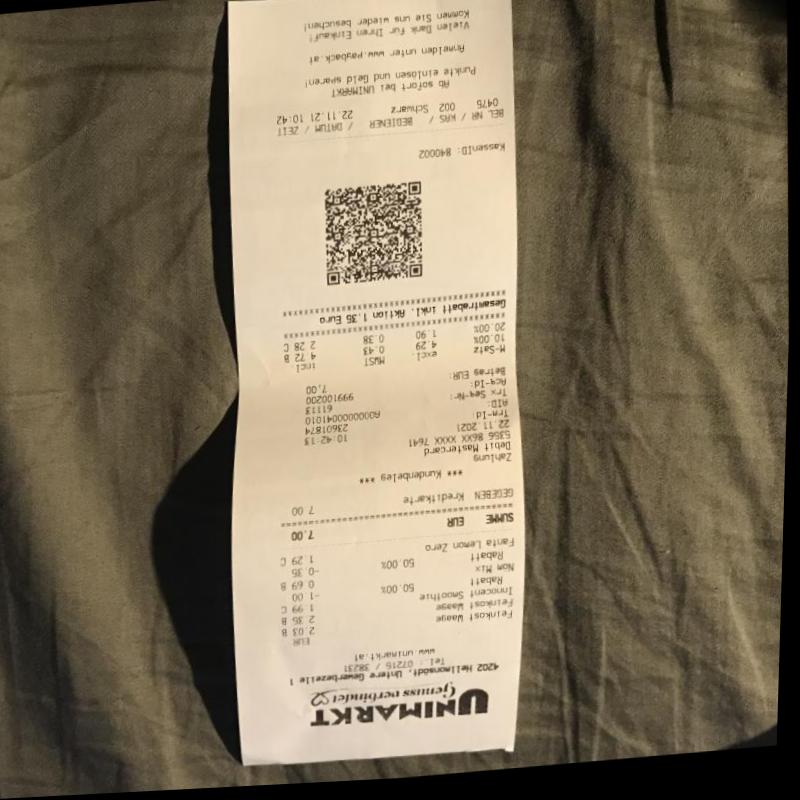 UNIMARKT
Genuss verbindet
4202 Hellmonsödt, Untere Gewerbezeile 1
Tel.: 07215 / 38231
www.unimarkt.at
EUR
Feinkost Waage 2 03 B
Feinkost Waage 2 35 B
Innocent Smoothie 1 99 C
Rabatt 50.00% -1 00
Nom Mix 0 69 B
Rabatt 50.00% -0 35
Fanta Lemon Zero 1 29 C
SUMME EUR 7.00
GEGEBEN Kreditkarte 7 00
*** Kundenbeleg ***
Zahlung
Debit Mastercard
5356 86XX XXXX 7641
22.11.2021 10:42:13
Trm-Id: 23601874
AID: A0000000041010
Trx Seq-Nr: 61113
Acq-Id: 9991000200
Betrag EUR: 7,00
M-Satz excl. MWST incl
10.00% 4.29 0.43 4 72 B
20.00% 1.90 0.38 2 28 C
Gesamtrabatt inkl. Aktion 1.35 Euro
KassenID: 840002
BEL NR / KAS / BEDIENER / DATUM / ZEIT
0475 002 Schwarz 22.11.21 10:42
Ab sofort bei UNIMARKT
Punkte einlösen und Geld sparen!
Anmelden unter www.payback.at
Vielen Dank für Ihren Einkauf!
Kommen Sie uns wieder besuchen!